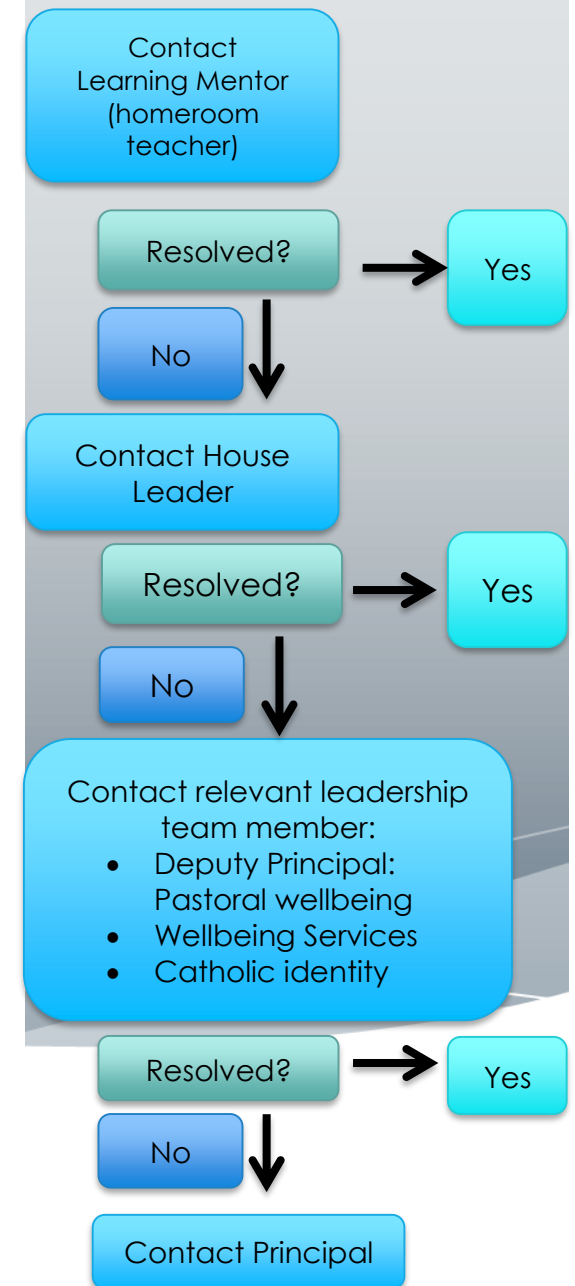 Contact
Learning Mentor
(homeroom
teacher)
Resolved?
Yes
No
Contact House
Leader
Resolved?
Yes
No
Contact relevant leadership
team member:
• Deputy Principal:
Pastoral wellbeing
• Wellbeing Services
• Catholic identity
Resolved?
Yes
No
Contact Principal